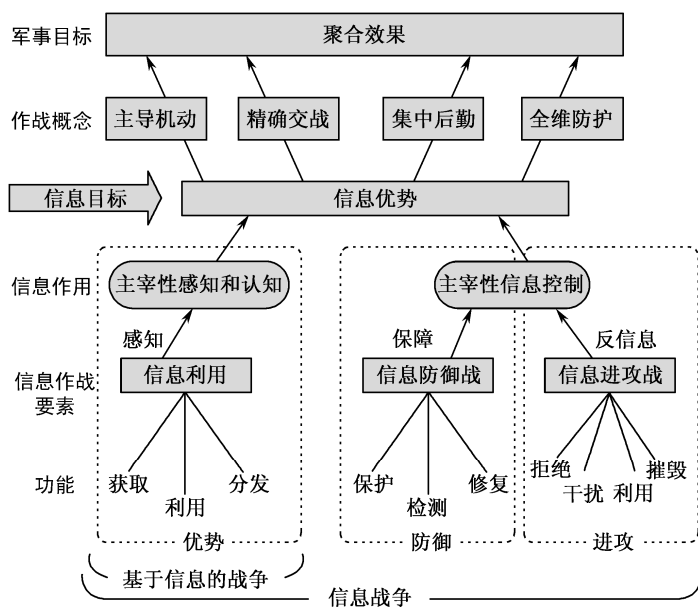 军事目标
聚合效果
作战概念
主导机动
精确交战
集中后勤
全维防护
信息目标
信息优势
信息作用
主宰性感知和认知
主宰性信息控制
感知
保障
反信息
信息作战
要素
信息利用
信息防御战
信息进攻战
功能
获取
利用
分发
保护
检测
修复
拒绝
干扰
利用
摧毁
优势
防御
进攻
基于信息的战争
信息战争